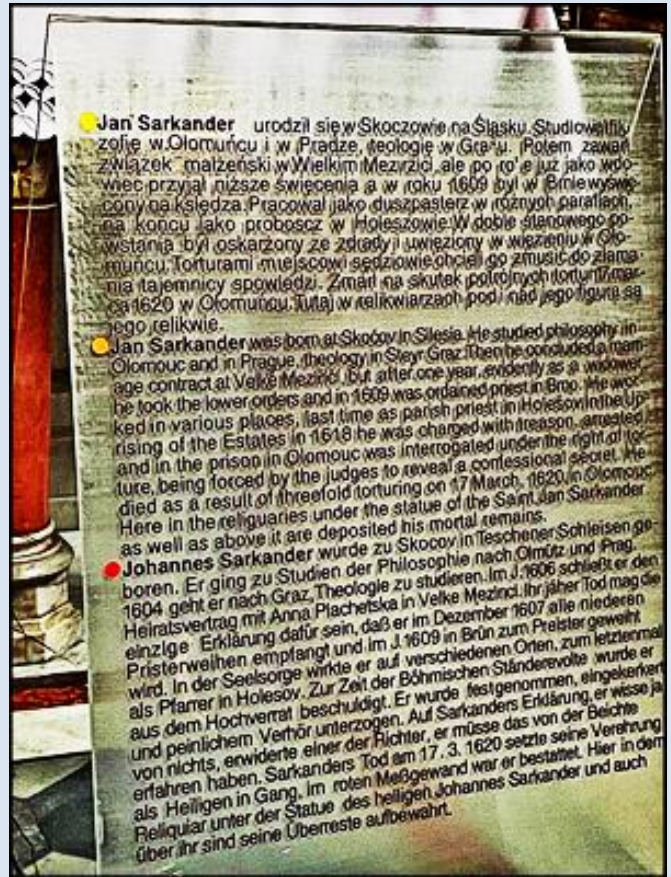 Jan Sarkander urodził się w Skoczowie na Śląsku. Studiował filo-
zofię w Ołomuńcu i w Pradze, teologię w Grazu. Potem zawarł
związek małżeński w Wielkim Mezirzici, ale po ro'e już jako wdo-
wiec przyjął niższe święcenia a w roku 1609 był w Brnie wyświę-
cony na księdza. Pracował jako duszpasterz w różnych parafiach,
na końcu jako proboszcz w Holeszowie. W dobie stanowego po-
wstania był oskarżony ze zdrady i uwięziony w więzieniu w Oło-
muńcu. Torturami miejscowi sędziowie chcieli go zmusić do złama-
nia tajemnicy spowiedzi. Zmarł na skutek potrójnych tortur 17 mar-
ca 1620 w Ołomuńcu. Tutaj w relikwiarzach pod i nad jego figurą są
jego relikwie.
Jan Sarkander was born at Skočov in Silesia. He studied philosophy in
Olomouc and in Prague, theology in Steyr Graz. Then he concluded a marri-
age contract at Velké Meziřící, but after one year, evidently as a widower
he took the lower orders and in 1609 was ordained priest in Brno. He wor-
ked in various places, last time as parish priest in Holešov. In the Up-
rising of the Estates in 1618 he was charged with treason, arrested
and in the prison in Olomouc was interrogated under the right of tor-
ture, being forced by the judges to reveal a confessional secret. He
died as a result of threefold torturing on 17 March, 1620, in Olomouc.
Here in the religuaries under the statue of the Saint Jan Sarkander
as well as above it are deposited his mortal remains.
Johannes Sarkander wurde zu Skocov in Teschener Schleisen ge-
boren. Er ging zu Studien der Philosophie nach Olmütz und Prag.
1604 geht er nach Graz, Theologie zu studieren. Im J. 1606 schließt er den
Heiratsvertrag mit Anna Plachetska in Velke Mezirici. Ihr jäher Tod mag die
einzige Erklärung dafür sein, daß er im Dezember 1607 alle niederen
Pristerweihen empfangt und im J. 1609 in Brün zum Preister geweiht
wird. In der Seelsorge wirkte er auf verschiedenen Orten, zum letztenmal
als Pfarrer in Holesov. Zur Zeit der Böhmischen Ständerevolte wurde er
aus dem Hochverrat beschuldigt. Er wurde festgenommen, eingekerkert
und peinlichem Verhör unterzogen. Auf Sarkanders Erklärung, er wisse ja
von nichts, erwiderte einer der Richter, er müsse das von der Beichte
erfahren haben. Sarkanders Tod am 17. 3. 1620 setzte seine Verehrung
als Heiligen in Gang, im roten Meßgewand war er bestattet. Hier in dem
Reliquiar unter der Statue des heiligen Johannes Sarkander und auch
über ihr sind seine Überreste aufbewahrt.